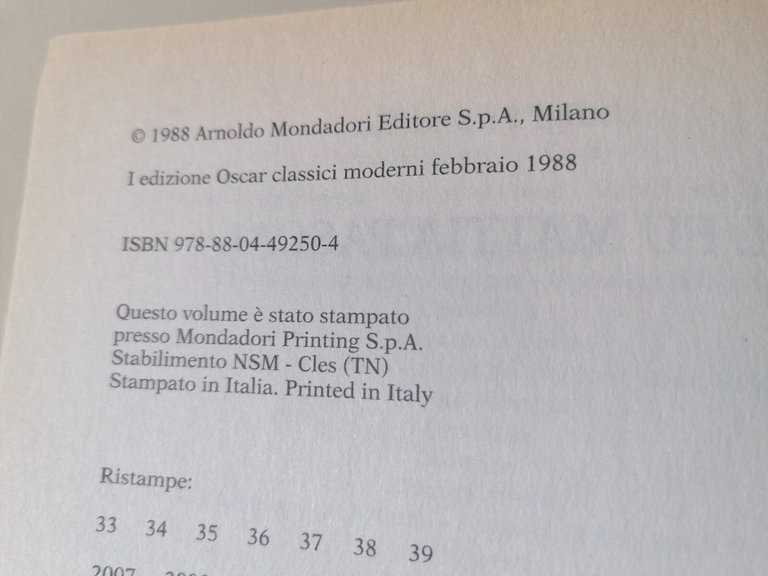 © 1988 Arnoldo Mondadori Editore S.p.A., Milano
I edizione Oscar classici moderni febbraio 1988
ISBN 978-88-04-49250-4
Questo volume è stato stampato
presso Mondadori Printing S.p.A.
Stabilimento NSM - Cles (TN)
Stampato in Italia. Printed in Italy
Ristampe:
33 34 35 36 37 38 39
2007